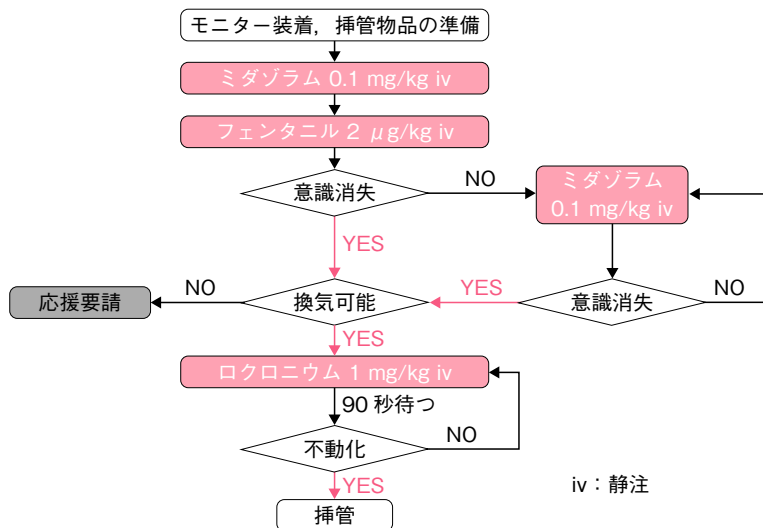 モニター装着，挿管物品の準備
ミダゾラム 0.1 mg/kg iv
フェンタニル 2 μg/kg iv
意識消失
NO
ミダゾラム
0.1 mg/kg iv
YES
応援要請
NO
換気可能
YES
意識消失
NO
YES
ロクロニウム 1 mg/kg iv
90 秒待つ
不動化
NO
YES
iv：静注
挿管